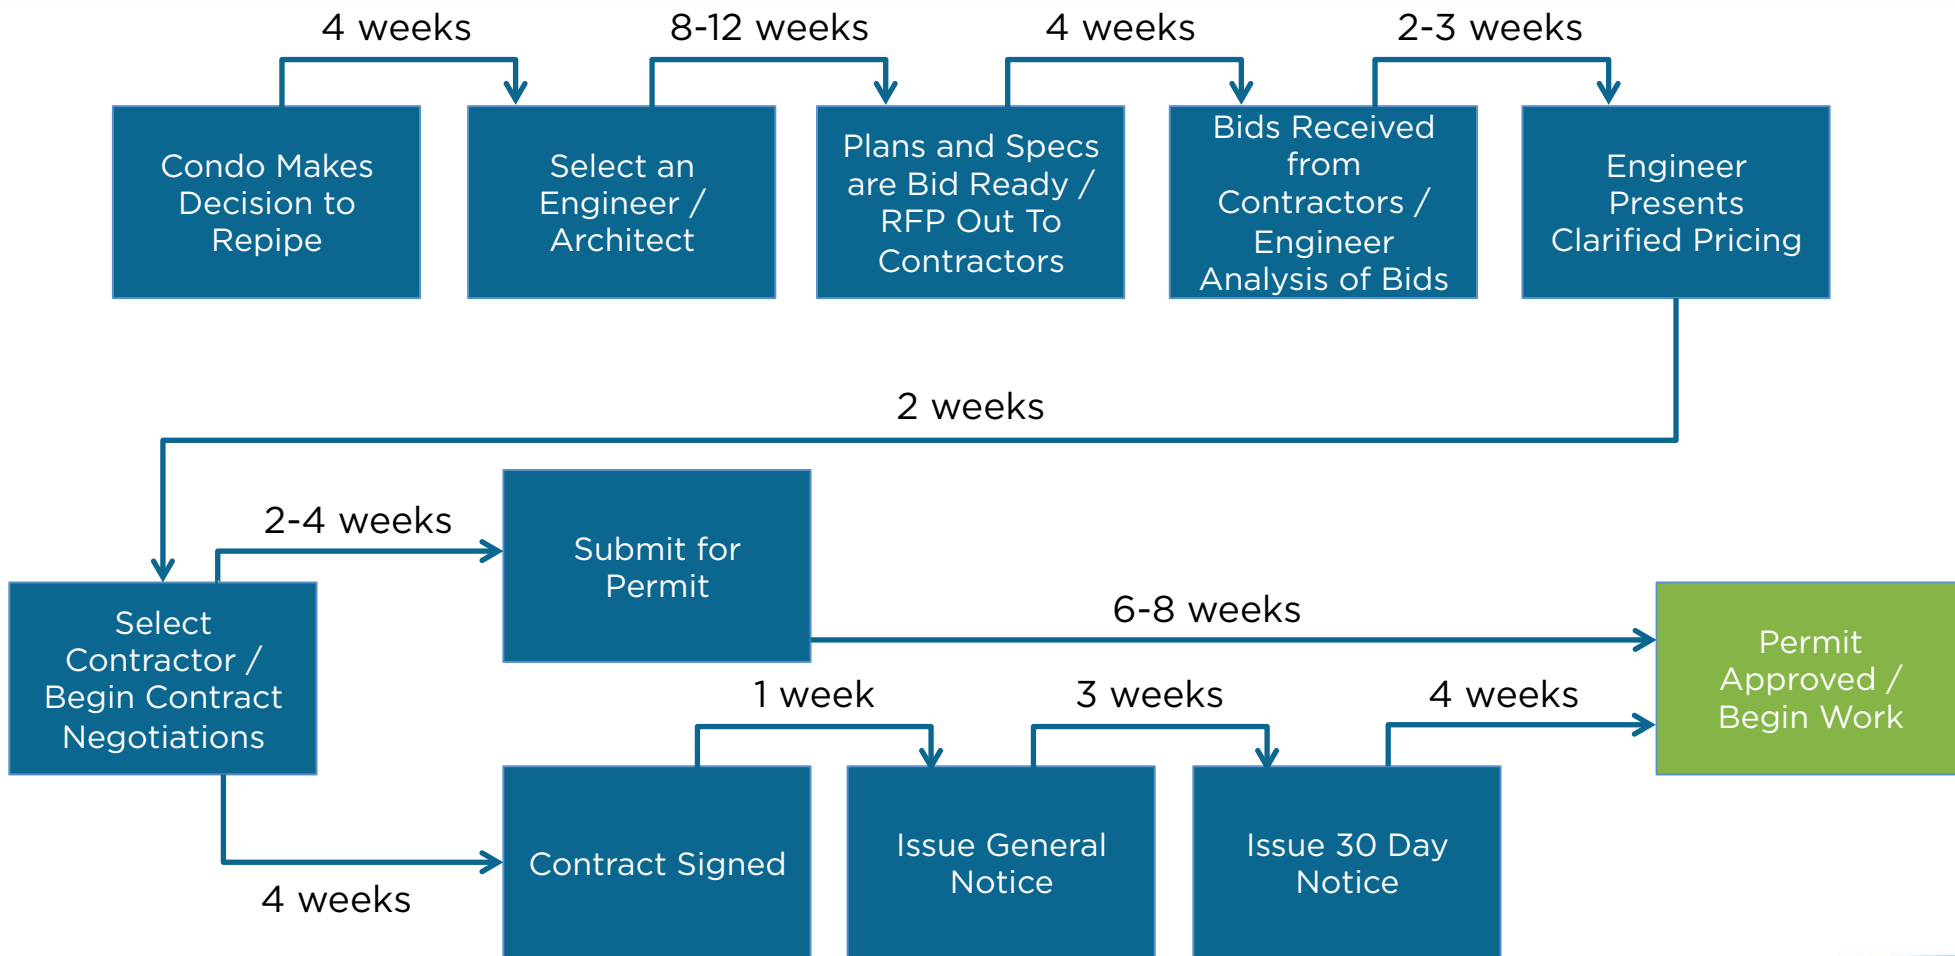 4 weeks
8-12 weeks
4 weeks
2-3 weeks
Condo Makes
Decision to
Repipe
Select an
Engineer /
Architect
Plans and Specs
are Bid Ready /
RFP Out To
Contractors
Bids Received
from
Contractors /
Engineer
Analysis of Bids
Engineer
Presents
Clarified Pricing
2 weeks
2-4 weeks
Submit for
Permit
Select
Contractor /
Begin Contract
Negotiations
6-8 weeks
Permit
Approved /
Begin Work
1 week
3 weeks
4 weeks
4 weeks
Contract Signed
Issue General
Notice
Issue 30 Day
Notice